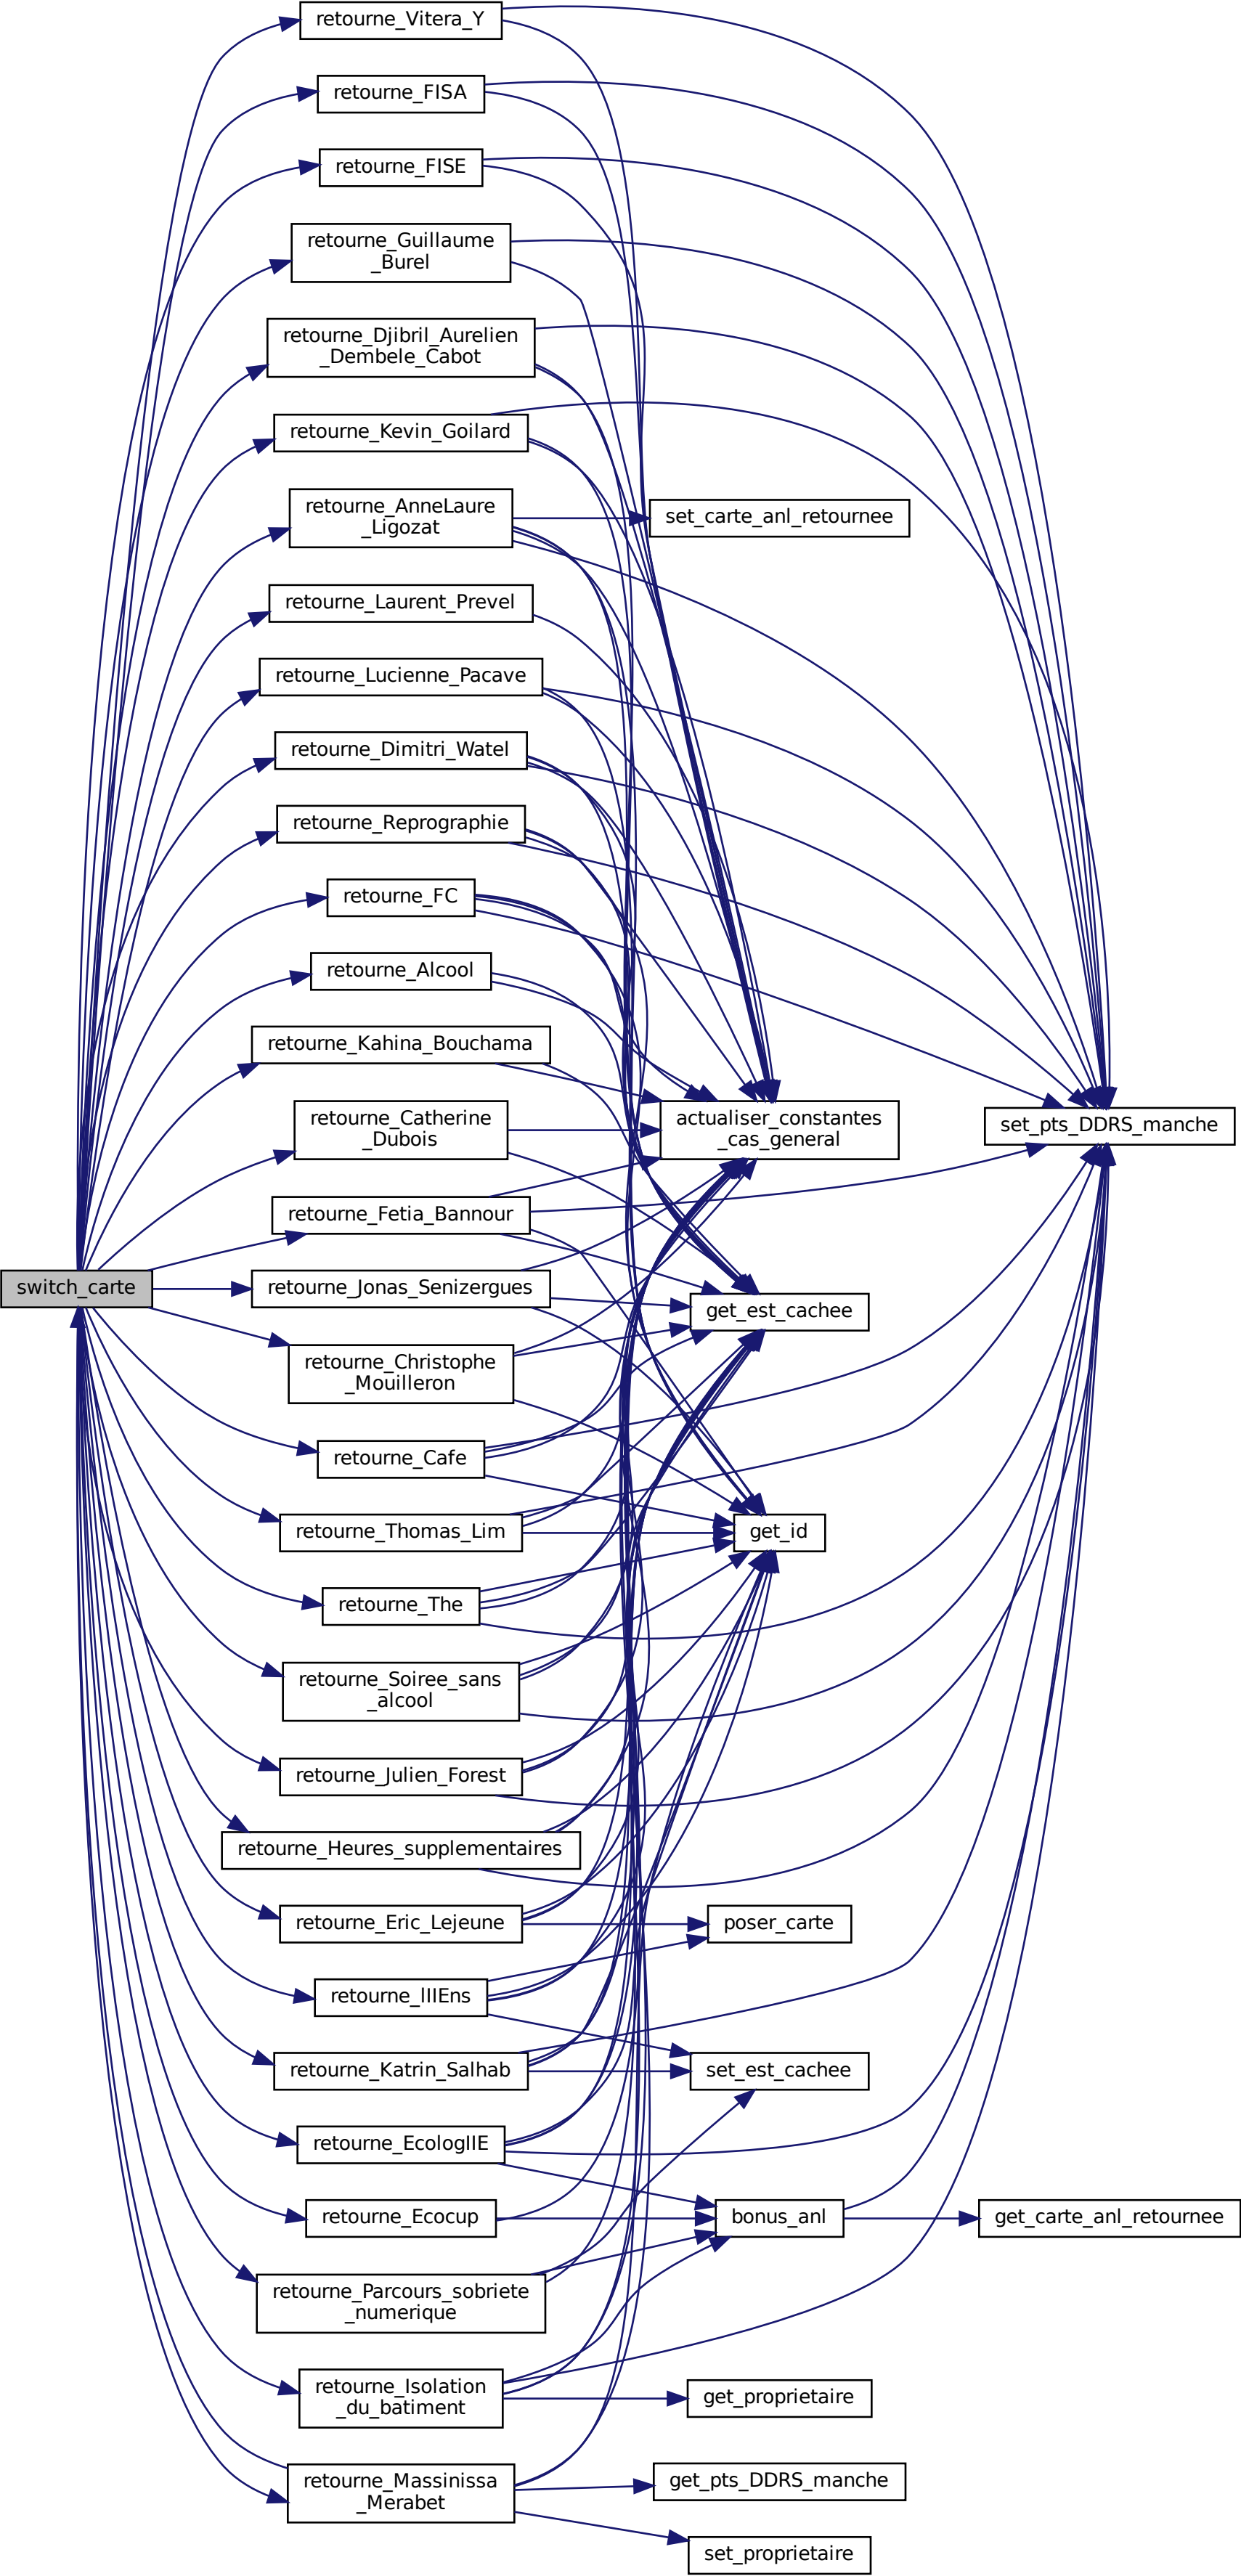 switch_carte
retourne_Vitera_Y
retourne_FISA
retourne_FISE
retourne_Guillaume
_Burel
retourne_Djibril_Aurelien
_Dembele_Cabot
retourne_Kevin_Goilard
retourne_AnneLaure
_Ligozat
retourne_Laurent_Prevel
retourne_Lucienne_Pacave
retourne_Dimitri_Watel
retourne_Reprographie
retourne_FC
retourne_Alcool
retourne_Kahina_Bouchama
retourne_Catherine
_Dubois
retourne_Fetia_Bannour
retourne_Jonas_Senizergues
retourne_Christophe
_Mouilleron
retourne_Cafe
retourne_Thomas_Lim
retourne_The
retourne_Soiree_sans
_alcool
retourne_Julien_Forest
retourne_Heures_supplementaires
retourne_Eric_Lejeune
retourne_lIIEns
retourne_Katrin_Salhab
retourne_EcologIIE
retourne_Ecocup
retourne_Parcours_sobriete
_numerique
retourne_Isolation
_du_batiment
retourne_Massinissa
_Merabet
set_carte_anl_retournee
actualiser_constantes
_cas_general
get_est_cachee
get_id
poser_carte
set_est_cachee
bonus_anl
get_proprietaire
get_pts_DDRS_manche
set_proprietaire
set_pts_DDRS_manche
get_carte_anl_retournee